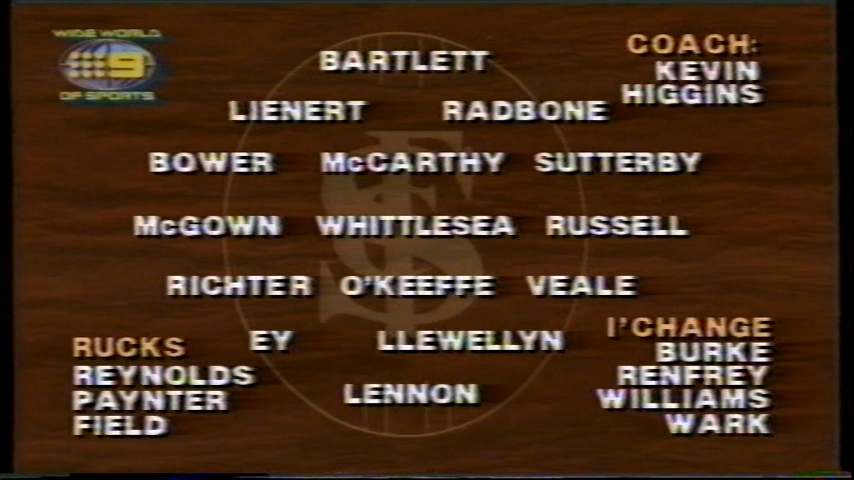 WIDE WORLD
9
OF SPORTS
COACH:
KEVIN
HIGGINS
BARTLETT
LIENERT RADBONE
BOWER McCARTHY SUTTERBY
McGOWN WHITTLESEA RUSSELL
RICHTER O'KEEFFE VEALE
EY LLEWELLYN
LENNON
RUCKS
REYNOLDS
PAYNTER
FIELD
I'CHANGE
BURKE
RENFREY
WILLIAMS
WARK